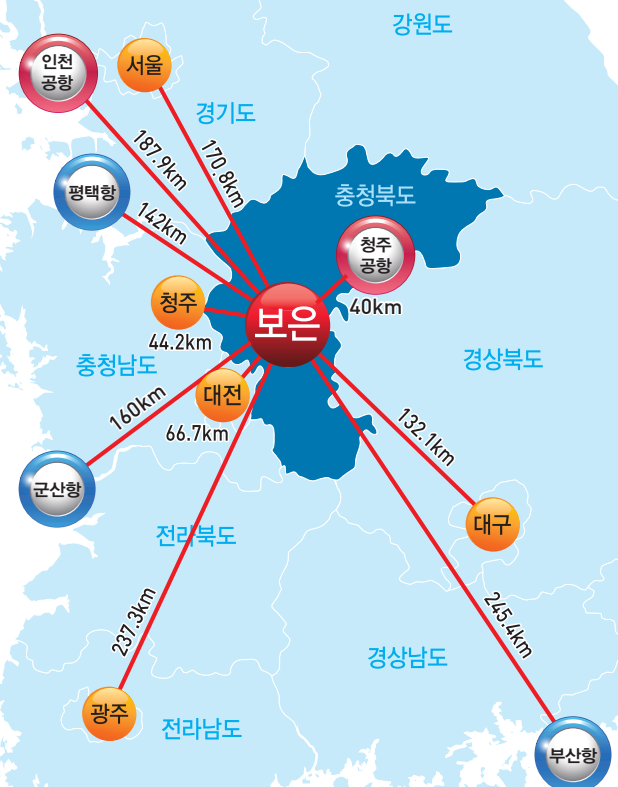 강원도
인천
공항
서울
경기도
187.9km
170.8km
평택항
142km
충청북도
청주
공항
40km
청주
44.2km
보은
충청남도
경상북도
대전
66.7km
160km
132.1km
군산항
대구
전라북도
237.3km
245.4km
경상남도
광주
전라남도
부산항